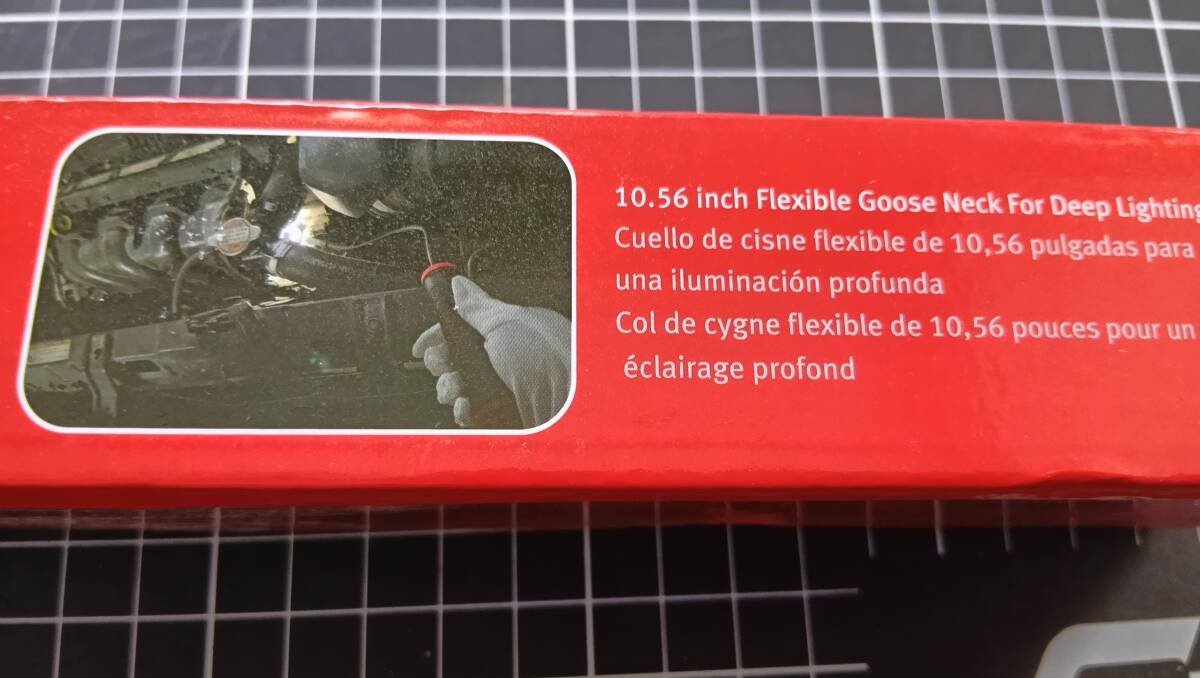 10.56 inch Flexible Goose Neck For Deep Lighting
Cuello de cisne flexible de 10,56 pulgadas para
una iluminación profunda
Col de cygne flexible de 10,56 pouces pour un
éclairage profond